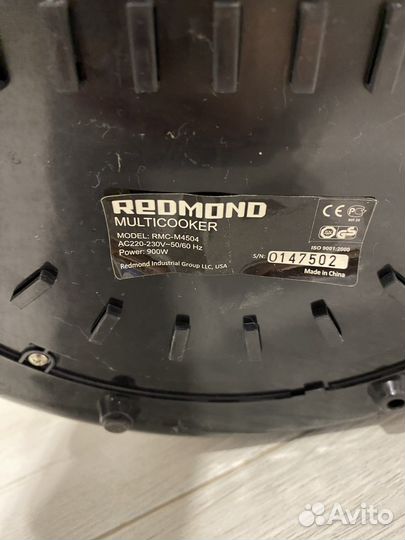 REDMOND
MULTICOOKER
MODEL: RMC-M4504
AC220-230V~50/60 Hz
Power: 900W
Redmond Industrial Group LLC, USA
CE
GS
ISO 9001:2000
S/N: 0147502
Made in China
Avito